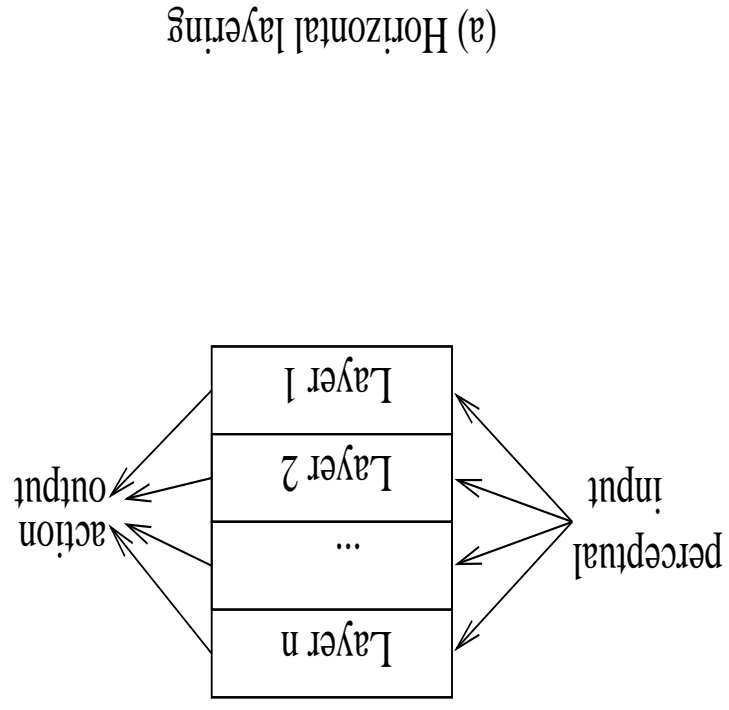 Layer n
...
Layer 2
Layer 1
perceptual
input
action
output
(a) Horizontal layering